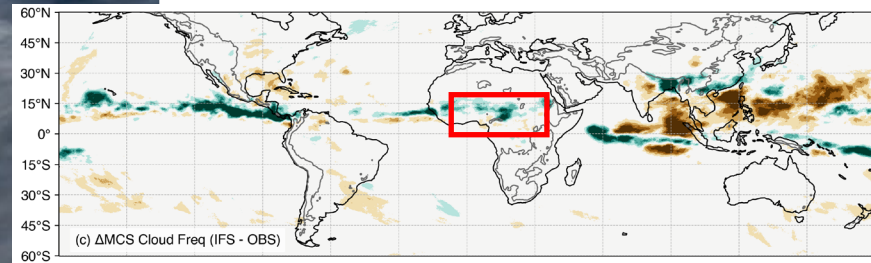 60°N
45°N
30°N
15°N
0°
15°S
30°S
45°S
60°S
(c) ΔMCS Cloud Freq (IFS - OBS)